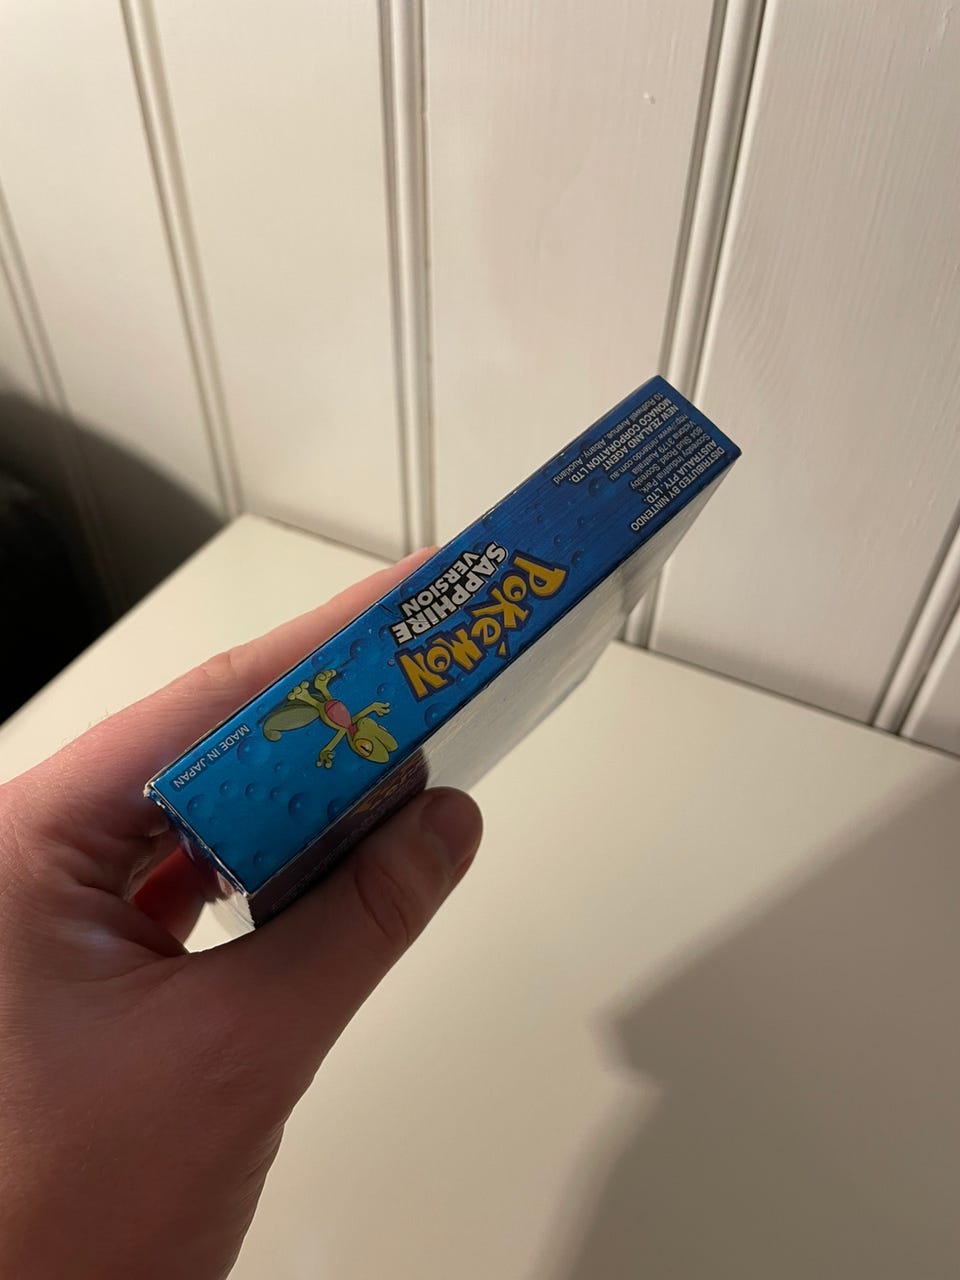 DISTRIBUTED BY NINTENDO
AUSTRALIA PTY. LTD.
Scoresby Industrial Park,
804 Stud Road, Scoresby
Victoria 3179 Australia
http://www.nintendo.com.au
NEW ZEALAND AGENT
MONACO CORPORATION LTD.
10 Rothwell Avenue, Albany, Auckland
POKéMON
SAPPHIRE
VERSION
MADE IN JAPAN